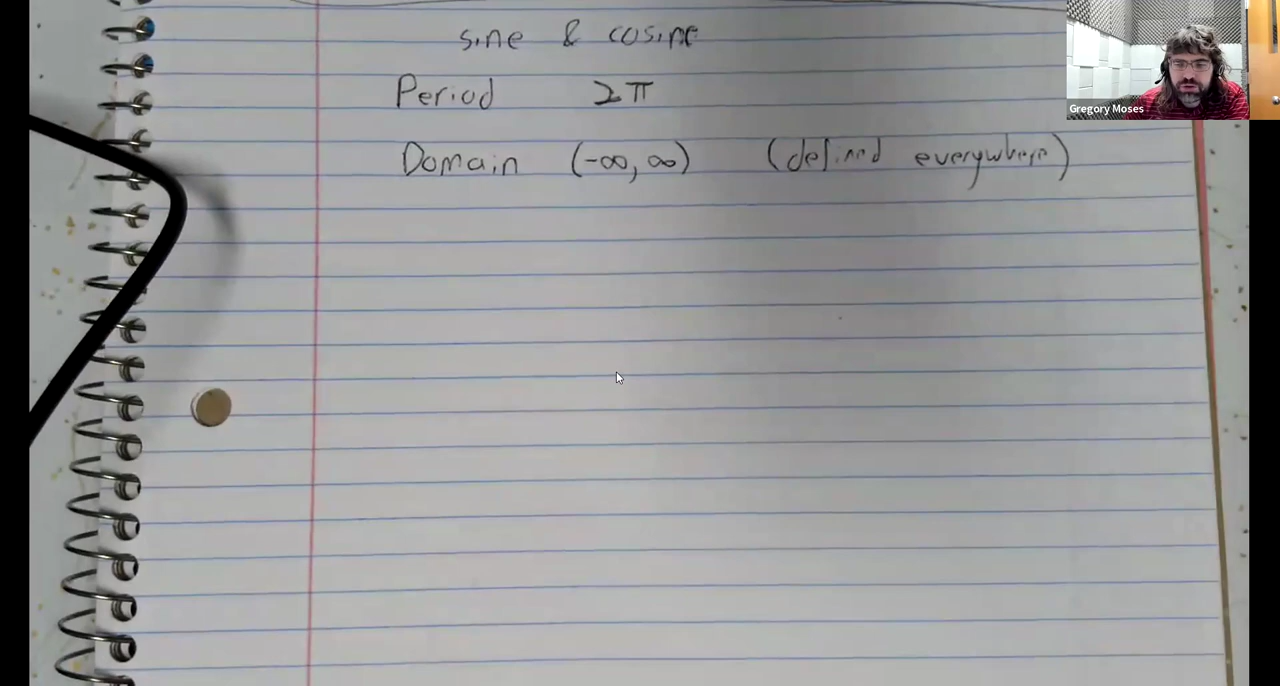 sine & cosine
Period 2π
Domain (-∞, ∞) (defined everywhere)
Gregory Moses